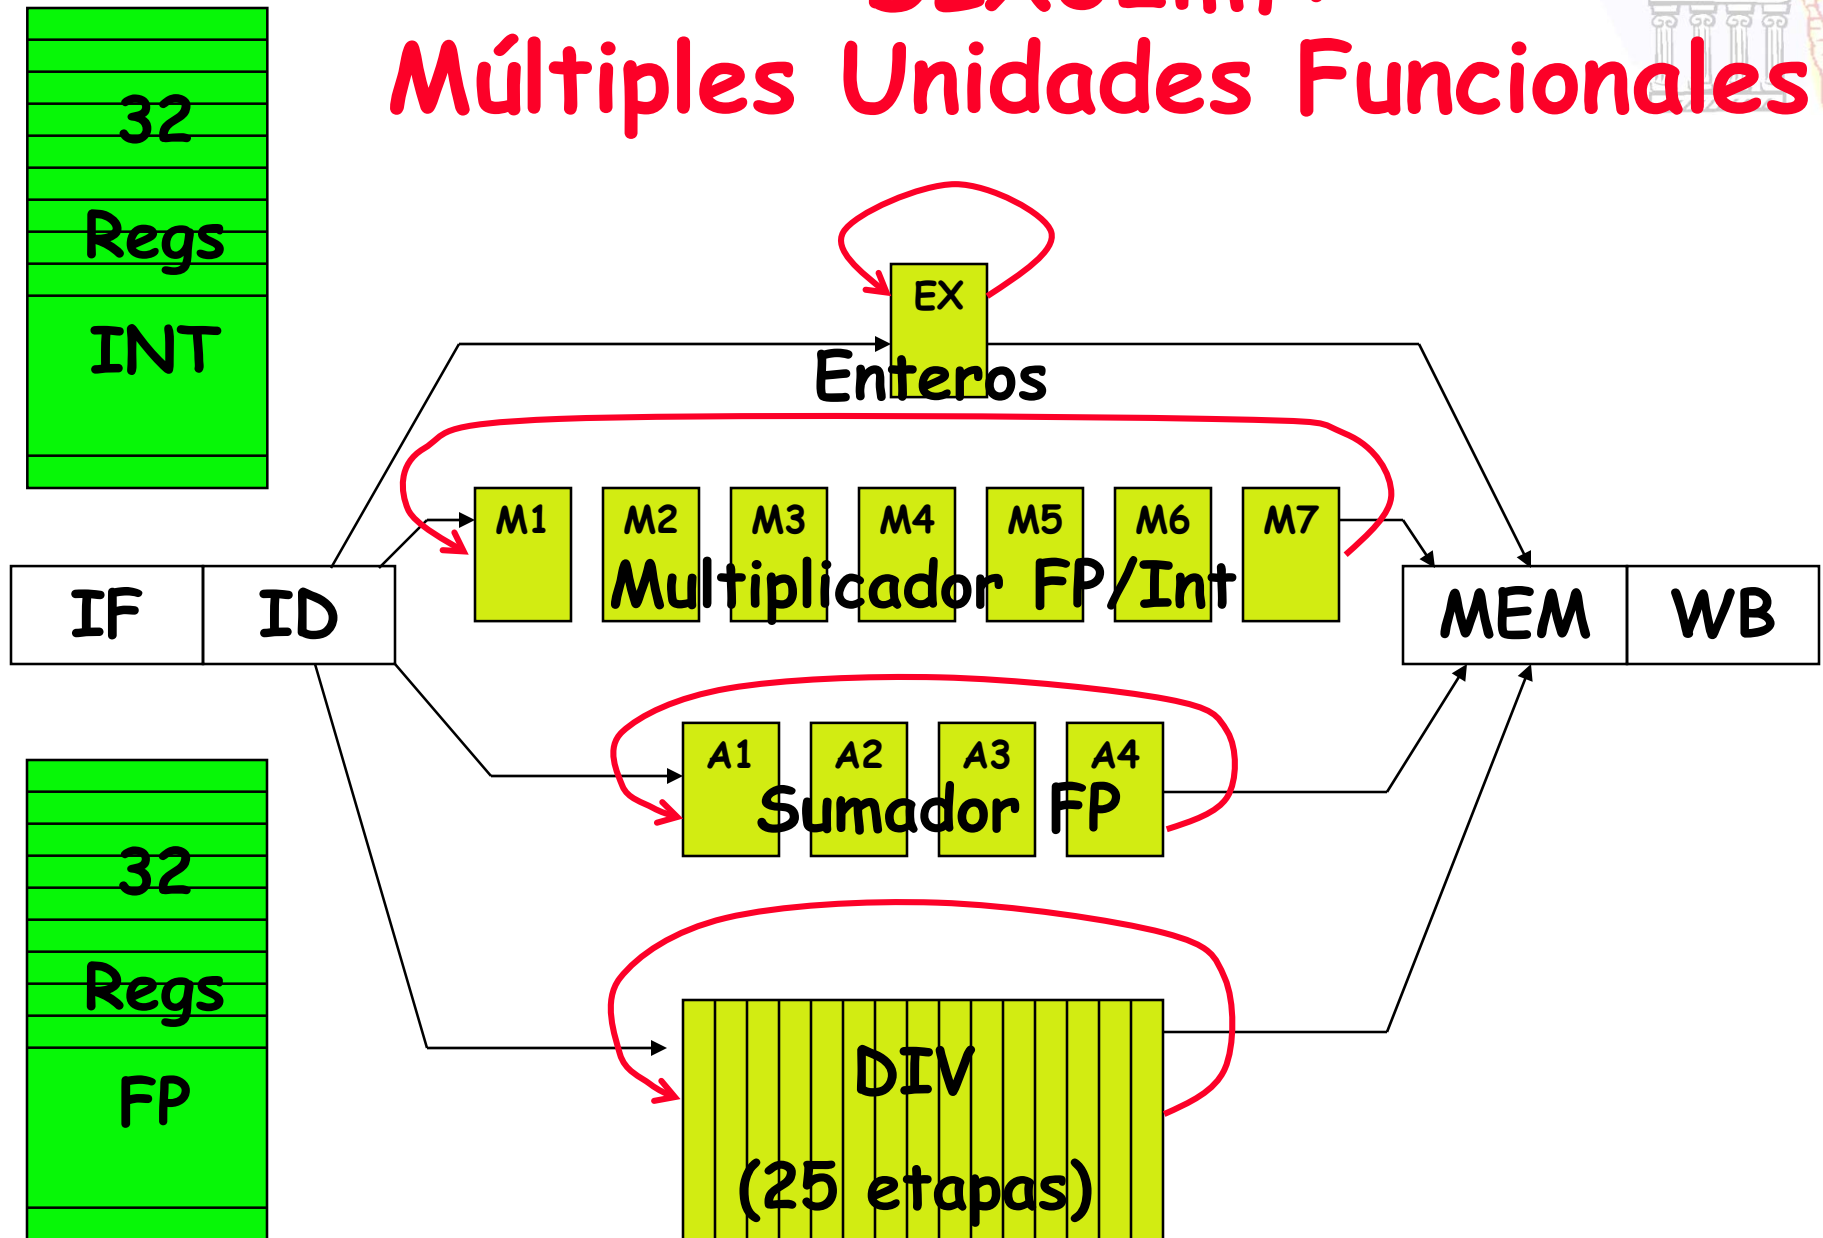 Múltiples Unidades Funcionales
32
Regs
INT
EX
Enteros
M1 M2 M3 M4 M5 M6 M7
Multiplicador FP/Int
IF ID
MEM WB
A1 A2 A3 A4
Sumador FP
32
Regs
FP
DIV
(25 etapas)